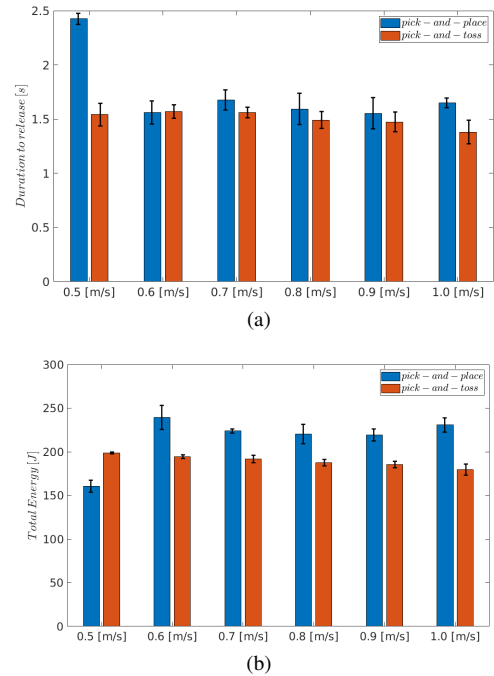 2.5
2
1.5
1
0.5
0
Duration to release [s]
pick − and − place
pick − and − toss
0.5 [m/s] 0.6 [m/s] 0.7 [m/s] 0.8 [m/s] 0.9 [m/s] 1.0 [m/s]
(a)
300
250
200
150
100
50
0
Total Energy [J]
pick − and − place
pick − and − toss
0.5 [m/s] 0.6 [m/s] 0.7 [m/s] 0.8 [m/s] 0.9 [m/s] 1.0 [m/s]
(b)